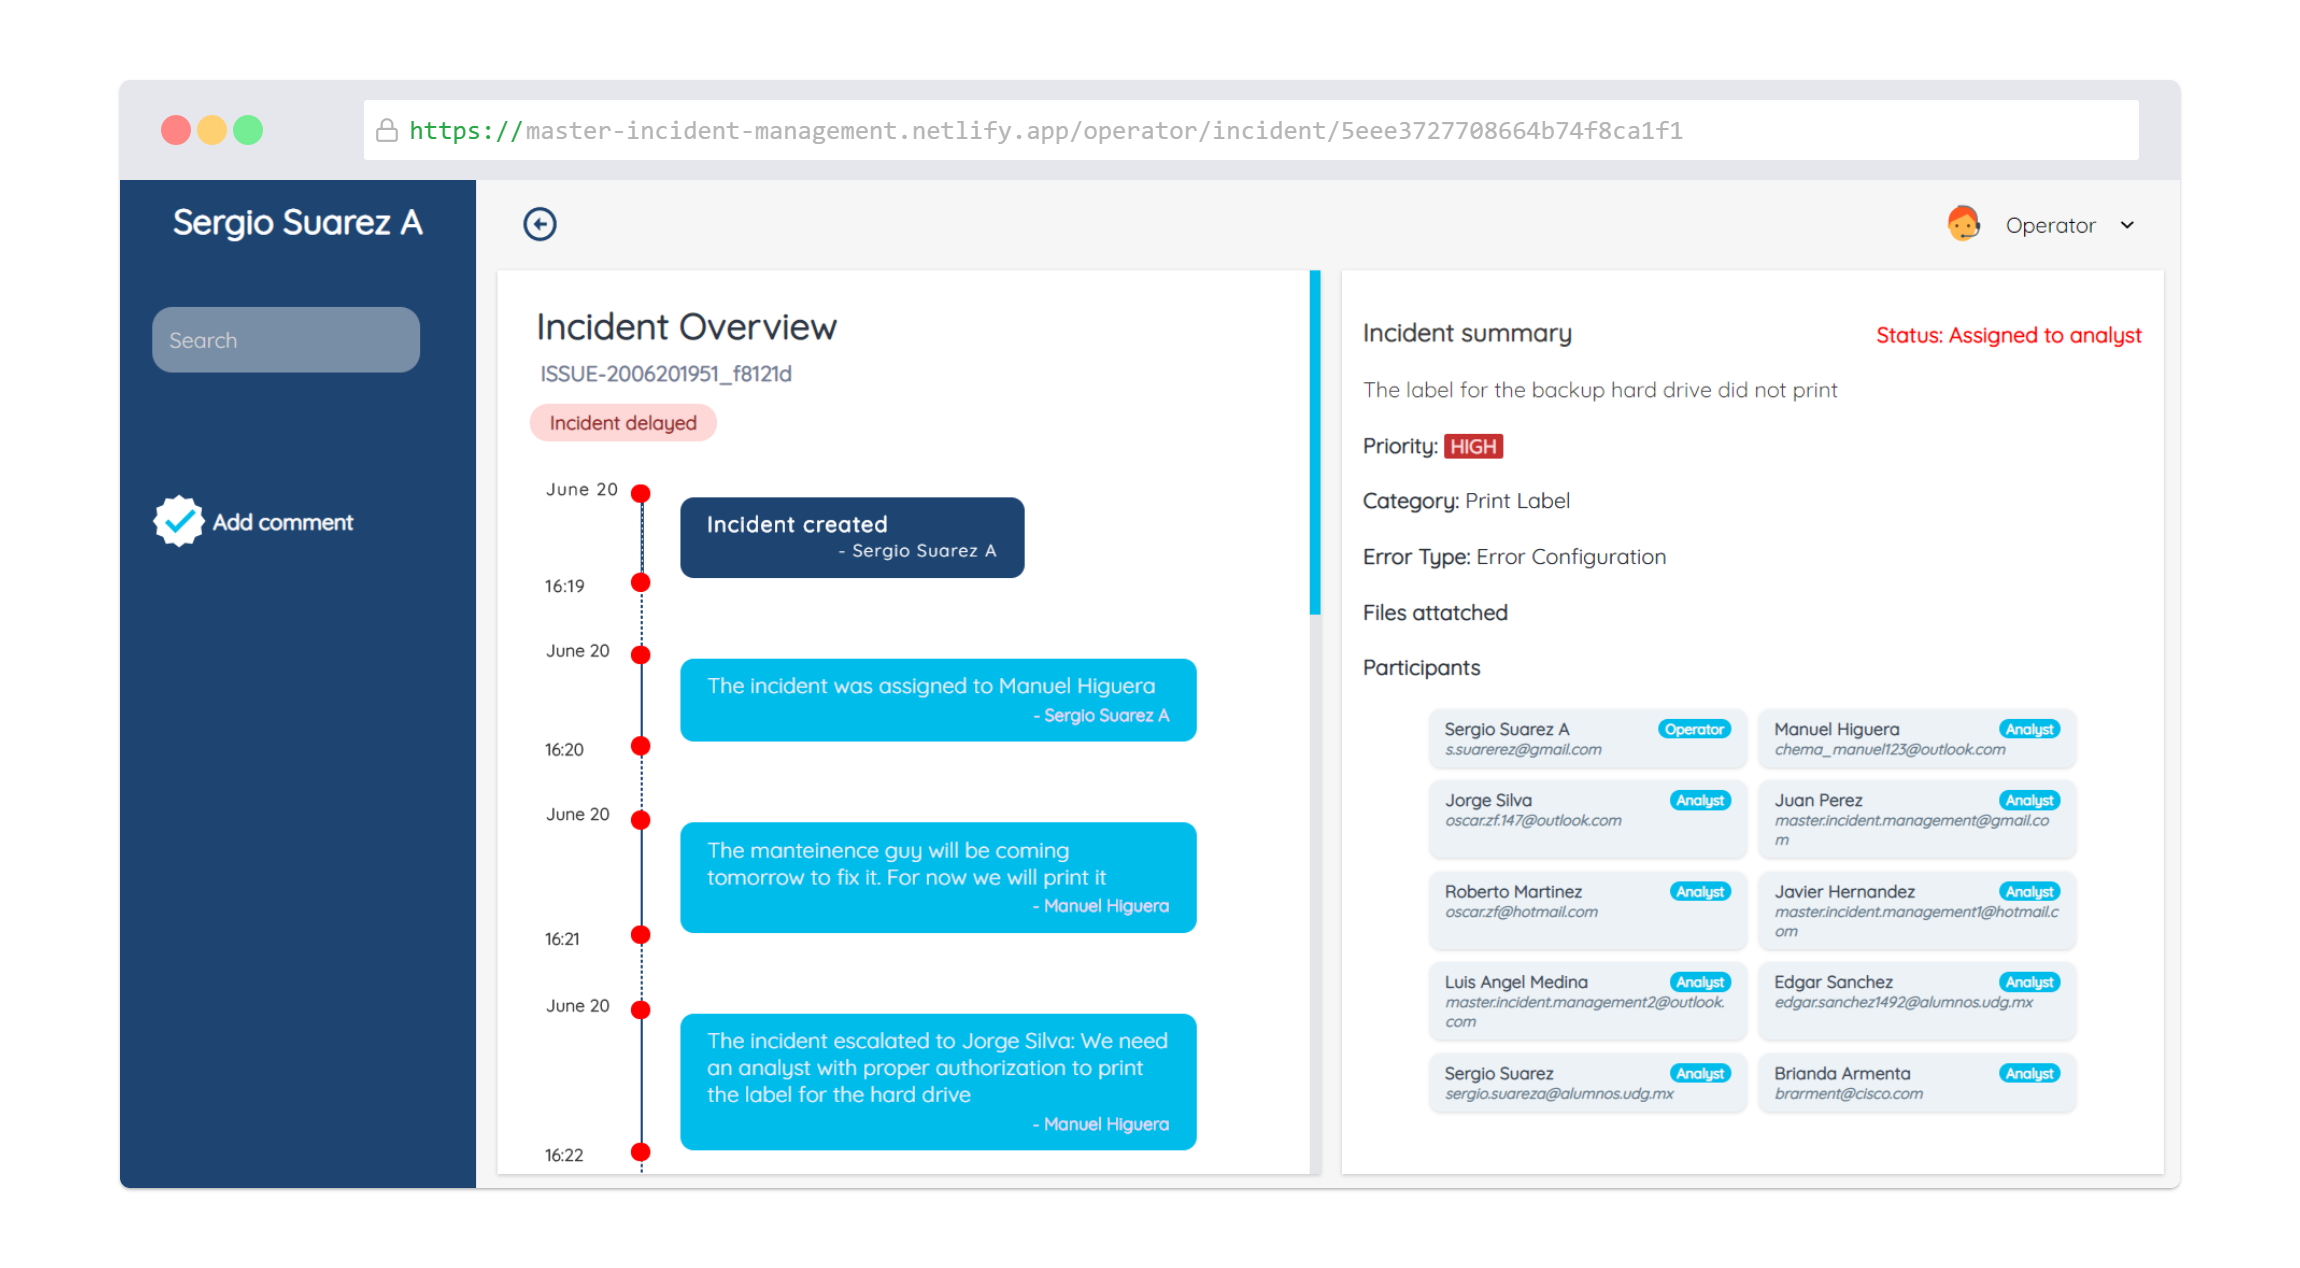 https://master-incident-management.netlify.app/operator/incident/5eee3727708664b74f8ca1f1
Sergio Suarez A
Search
Add comment
Operator
Incident Overview
ISSUE-2006201951_f8121d
Incident delayed
June 20
Incident created
- Sergio Suarez A
16:19
June 20
The incident was assigned to Manuel Higuera
- Sergio Suarez A
16:20
June 20
The manteinence guy will be coming
tomorrow to fix it. For now we will print it
- Manuel Higuera
16:21
June 20
The incident escalated to Jorge Silva: We need
an analyst with proper authorization to print
the label for the hard drive
- Manuel Higuera
16:22
Incident summary
Status: Assigned to analyst
The label for the backup hard drive did not print
Priority: HIGH
Category: Print Label
Error Type: Error Configuration
Files attatched
Participants
Sergio Suarez A Operator
s.suarerez@gmail.com
Manuel Higuera Analyst
chema_manuel123@outlook.com
Jorge Silva Analyst
oscar.zf.147@outlook.com
Juan Perez Analyst
master.incident.management@gmail.co
m
Roberto Martinez Analyst
oscar.zf@hotmail.com
Javier Hernandez Analyst
master.incident.management1@hotmail.c
om
Luis Angel Medina Analyst
master.incident.management2@outlook.
com
Edgar Sanchez Analyst
edgar.sanchez1492@alumnos.udg.mx
Sergio Suarez Analyst
sergio.suareza@alumnos.udg.mx
Brianda Armenta Analyst
brarment@cisco.com